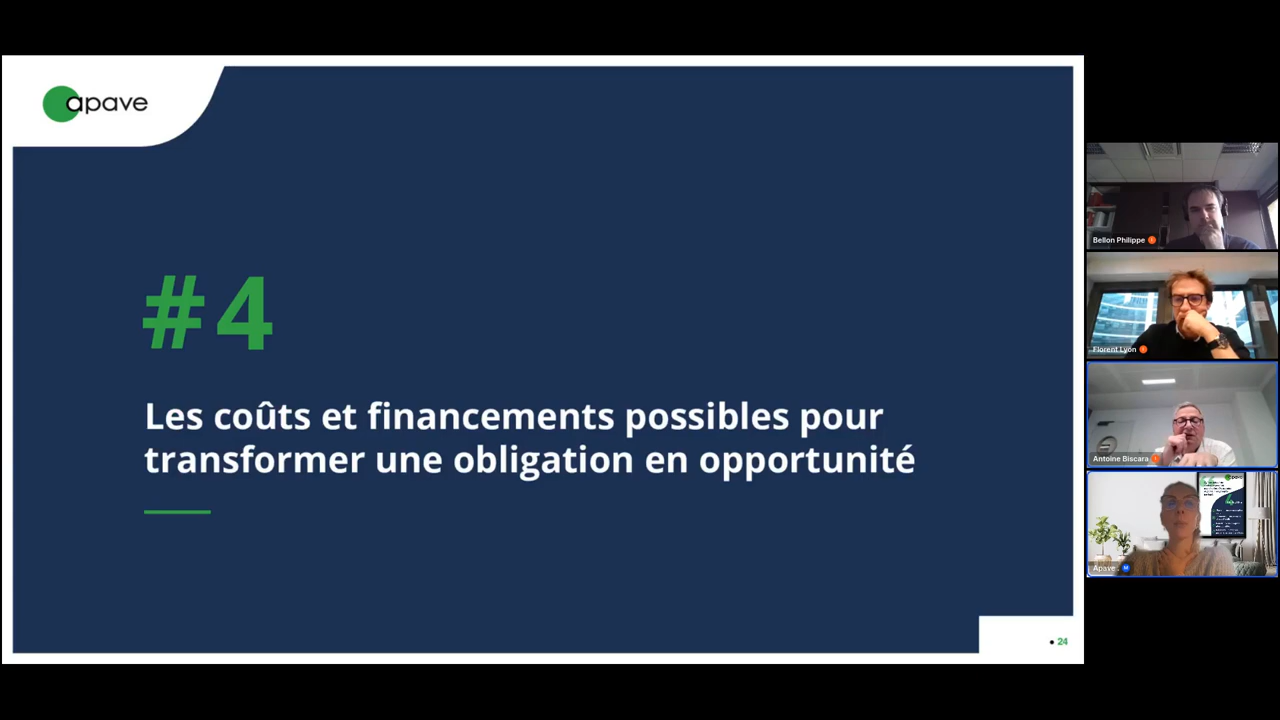 apave
#4
Les coûts et financements possibles pour
transformer une obligation en opportunité
24
Bellon Philippe
Florent Lyon
Antoine Biscara
Apave .
M